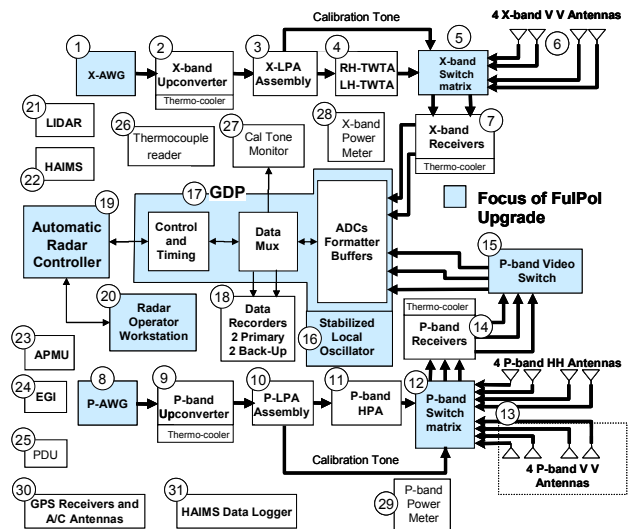 Calibration Tone
4 X-band V V Antennas
1
2
3
4
5
6
X-AWG
X-band
Upconverter
Thermo-cooler
X-LPA
Assembly
RH-TWTA
LH-TWTA
X-band
Switch
matrix
21
LIDAR
26
Thermocouple
reader
27
Cal Tone
Monitor
28
X-band
Power
Meter
7
X-band
Receivers
Thermo-cooler
22
HAIMS
17
GDP
Focus of FulPol
Upgrade
19
Automatic
Radar
Controller
Control
and
Timing
Data
Mux
ADCs
Formatter
Buffers
15
P-band Video
Switch
20
Radar
Operator
Workstation
18
Data
Recorders
2 Primary
2 Back-Up
16
Stabilized
Local
Oscillator
Thermo-cooler
P-band
Receivers
14
23
APMU
24
EGI
25
PDU
8
P-AWG
9
P-band
Upconverter
Thermo-cooler
10
P-LPA
Assembly
11
P-band
HPA
12
P-band
Switch
matrix
4 P-band HH Antennas
13
4 P-band V V Antennas
Calibration Tone
30
GPS Receivers and
A/C Antennas
31
HAIMS Data Logger
29
P-band
Power Meter